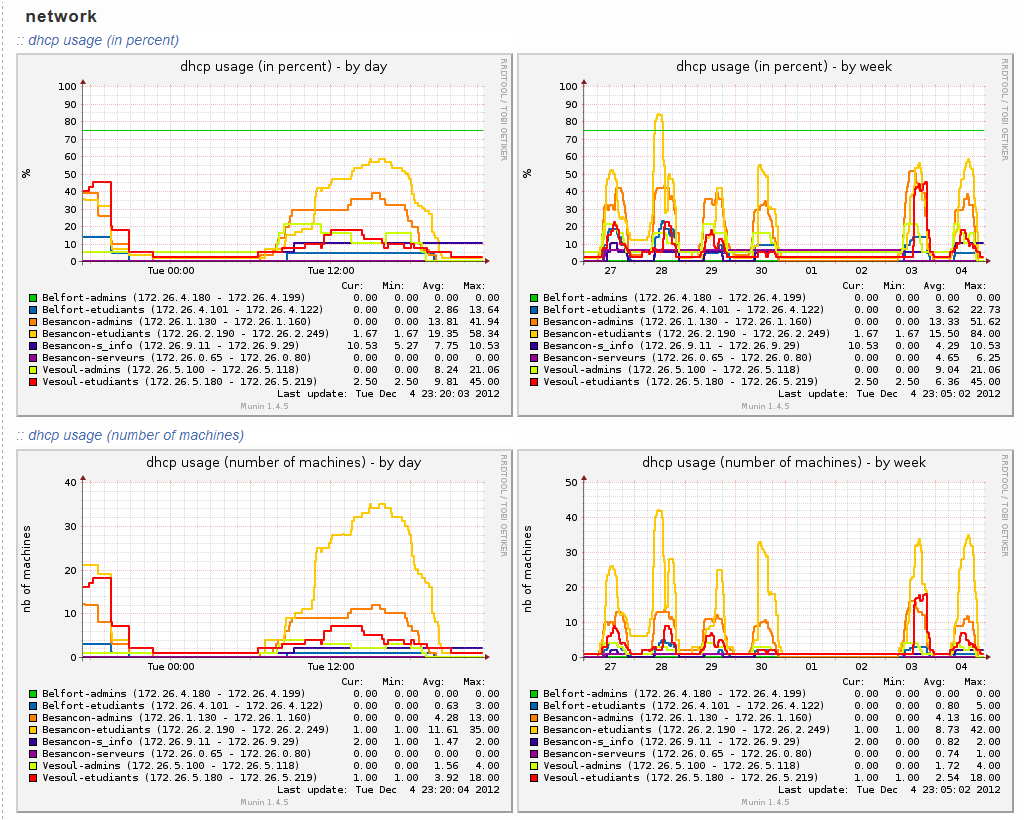 network
:: dhcp usage (in percent)
dhcp usage (in percent) - by day
RRDTOOL / TOBI OETIKER
%
100
90
80
70
60
50
40
30
20
10
0
Tue 00:00 Tue 12:00
Cur: Min: Avg: Max:
Belfort-admins (172.26.4.180 - 172.26.4.199) 0.00 0.00 0.00 0.00
Belfort-etudiants (172.26.4.101 - 172.26.4.122) 0.00 0.00 2.86 13.64
Besancon-admins (172.26.1.130 - 172.26.1.160) 0.00 0.00 13.81 41.94
Besancon-etudiants (172.26.2.190 - 172.26.2.249) 1.67 1.67 19.35 58.34
Besancon-s_info (172.26.9.11 - 172.26.9.29) 10.53 5.27 7.75 10.53
Besancon-serveurs (172.26.0.65 - 172.26.0.80) 0.00 0.00 0.00 0.00
Vesoul-admins (172.26.5.100 - 172.26.5.118) 0.00 0.00 8.24 21.06
Vesoul-etudiants (172.26.5.180 - 172.26.5.219) 2.50 2.50 9.81 45.00
Last update: Tue Dec 4 23:20:03 2012
Munin 1.4.5
dhcp usage (in percent) - by week
RRDTOOL / TOBI OETIKER
%
100
90
80
70
60
50
40
30
20
10
0
27 28 29 30 01 02 03 04
Cur: Min: Avg: Max:
Belfort-admins (172.26.4.180 - 172.26.4.199) 0.00 0.00 0.00 0.00
Belfort-etudiants (172.26.4.101 - 172.26.4.122) 0.00 0.00 3.62 22.73
Besancon-admins (172.26.1.130 - 172.26.1.160) 0.00 0.00 13.33 51.62
Besancon-etudiants (172.26.2.190 - 172.26.2.249) 1.67 1.67 15.50 84.00
Besancon-s_info (172.26.9.11 - 172.26.9.29) 10.53 0.00 4.29 10.53
Besancon-serveurs (172.26.0.65 - 172.26.0.80) 0.00 0.00 4.65 6.25
Vesoul-admins (172.26.5.100 - 172.26.5.118) 0.00 0.00 9.04 21.06
Vesoul-etudiants (172.26.5.180 - 172.26.5.219) 2.50 2.50 6.36 45.00
Last update: Tue Dec 4 23:05:02 2012
Munin 1.4.5
:: dhcp usage (number of machines)
dhcp usage (number of machines) - by day
RRDTOOL / TOBI OETIKER
nb of machines
40
30
20
10
0
Tue 00:00 Tue 12:00
Cur: Min: Avg: Max:
Belfort-admins (172.26.4.180 - 172.26.4.199) 0.00 0.00 0.00 0.00
Belfort-etudiants (172.26.4.101 - 172.26.4.122) 0.00 0.00 0.63 3.00
Besancon-admins (172.26.1.130 - 172.26.1.160) 0.00 0.00 4.28 13.00
Besancon-etudiants (172.26.2.190 - 172.26.2.249) 1.00 1.00 11.61 35.00
Besancon-s_info (172.26.9.11 - 172.26.9.29) 2.00 1.00 1.47 2.00
Besancon-serveurs (172.26.0.65 - 172.26.0.80) 0.00 0.00 0.00 0.00
Vesoul-admins (172.26.5.100 - 172.26.5.118) 0.00 0.00 1.56 4.00
Vesoul-etudiants (172.26.5.180 - 172.26.5.219) 1.00 1.00 3.92 18.00
Last update: Tue Dec 4 23:20:04 2012
Munin 1.4.5
dhcp usage (number of machines) - by week
RRDTOOL / TOBI OETIKER
nb of machines
50
40
30
20
10
0
27 28 29 30 01 02 03 04
Cur: Min: Avg: Max:
Belfort-admins (172.26.4.180 - 172.26.4.199) 0.00 0.00 0.00 0.00
Belfort-etudiants (172.26.4.101 - 172.26.4.122) 0.00 0.00 0.80 5.00
Besancon-admins (172.26.1.130 - 172.26.1.160) 0.00 0.00 4.13 16.00
Besancon-etudiants (172.26.2.190 - 172.26.2.249) 1.00 1.00 8.73 42.00
Besancon-s_info (172.26.9.11 - 172.26.9.29) 2.00 0.00 0.82 2.00
Besancon-serveurs (172.26.0.65 - 172.26.0.80) 0.00 0.00 0.74 1.00
Vesoul-admins (172.26.5.100 - 172.26.5.118) 0.00 0.00 1.72 4.00
Vesoul-etudiants (172.26.5.180 - 172.26.5.219) 1.00 1.00 2.54 18.00
Last update: Tue Dec 4 23:05:02 2012
Munin 1.4.5